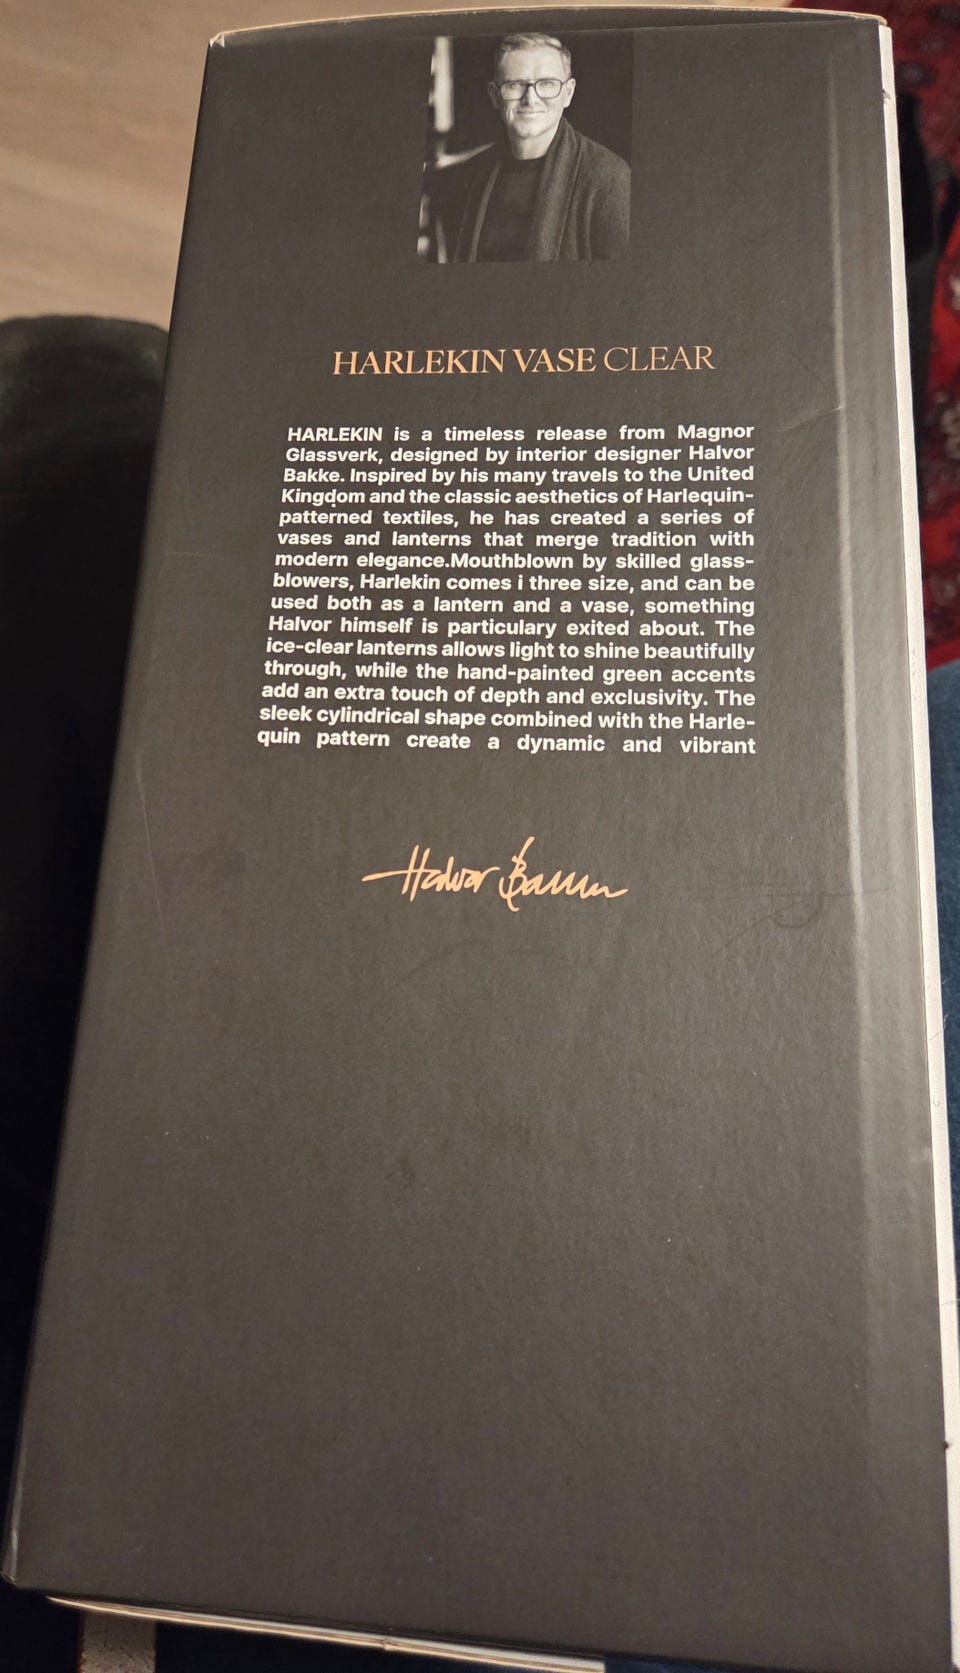 HARLEKIN VASE CLEAR
HARLEKIN is a timeless release from Magnor
Glassverk, designed by interior designer Halvor
Bakke. Inspired by his many travels to the United
Kingdom and the classic aesthetics of Harlequin-
patterned textiles, he has created a series of
vases and lanterns that merge tradition with
modern elegance.Mouthblown by skilled glass-
blowers, Harlekin comes i three size, and can be
used both as a lantern and a vase, something
Halvor himself is particulary exited about. The
ice-clear lanterns allows light to shine beautifully
through, while the hand-painted green accents
add an extra touch of depth and exclusivity. The
sleek cylindrical shape combined with the Harle-
quin pattern create a dynamic and vibrant
Halvor Bakke